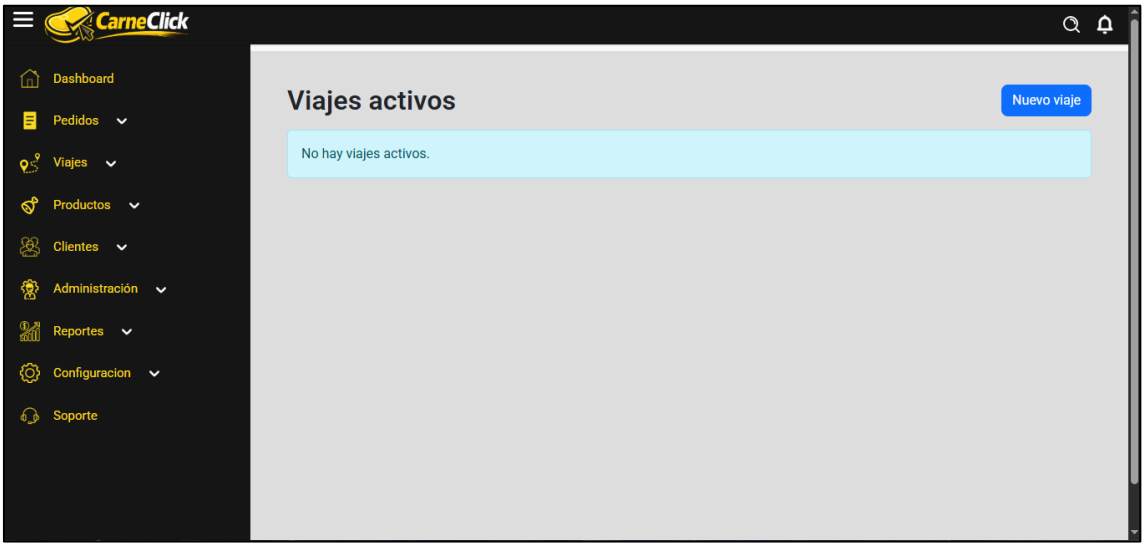 CarneClick
Dashboard
Pedidos
Viajes
Productos
Clientes
Administración
Reportes
Configuracion
Soporte
Viajes activos
Nuevo viaje
No hay viajes activos.